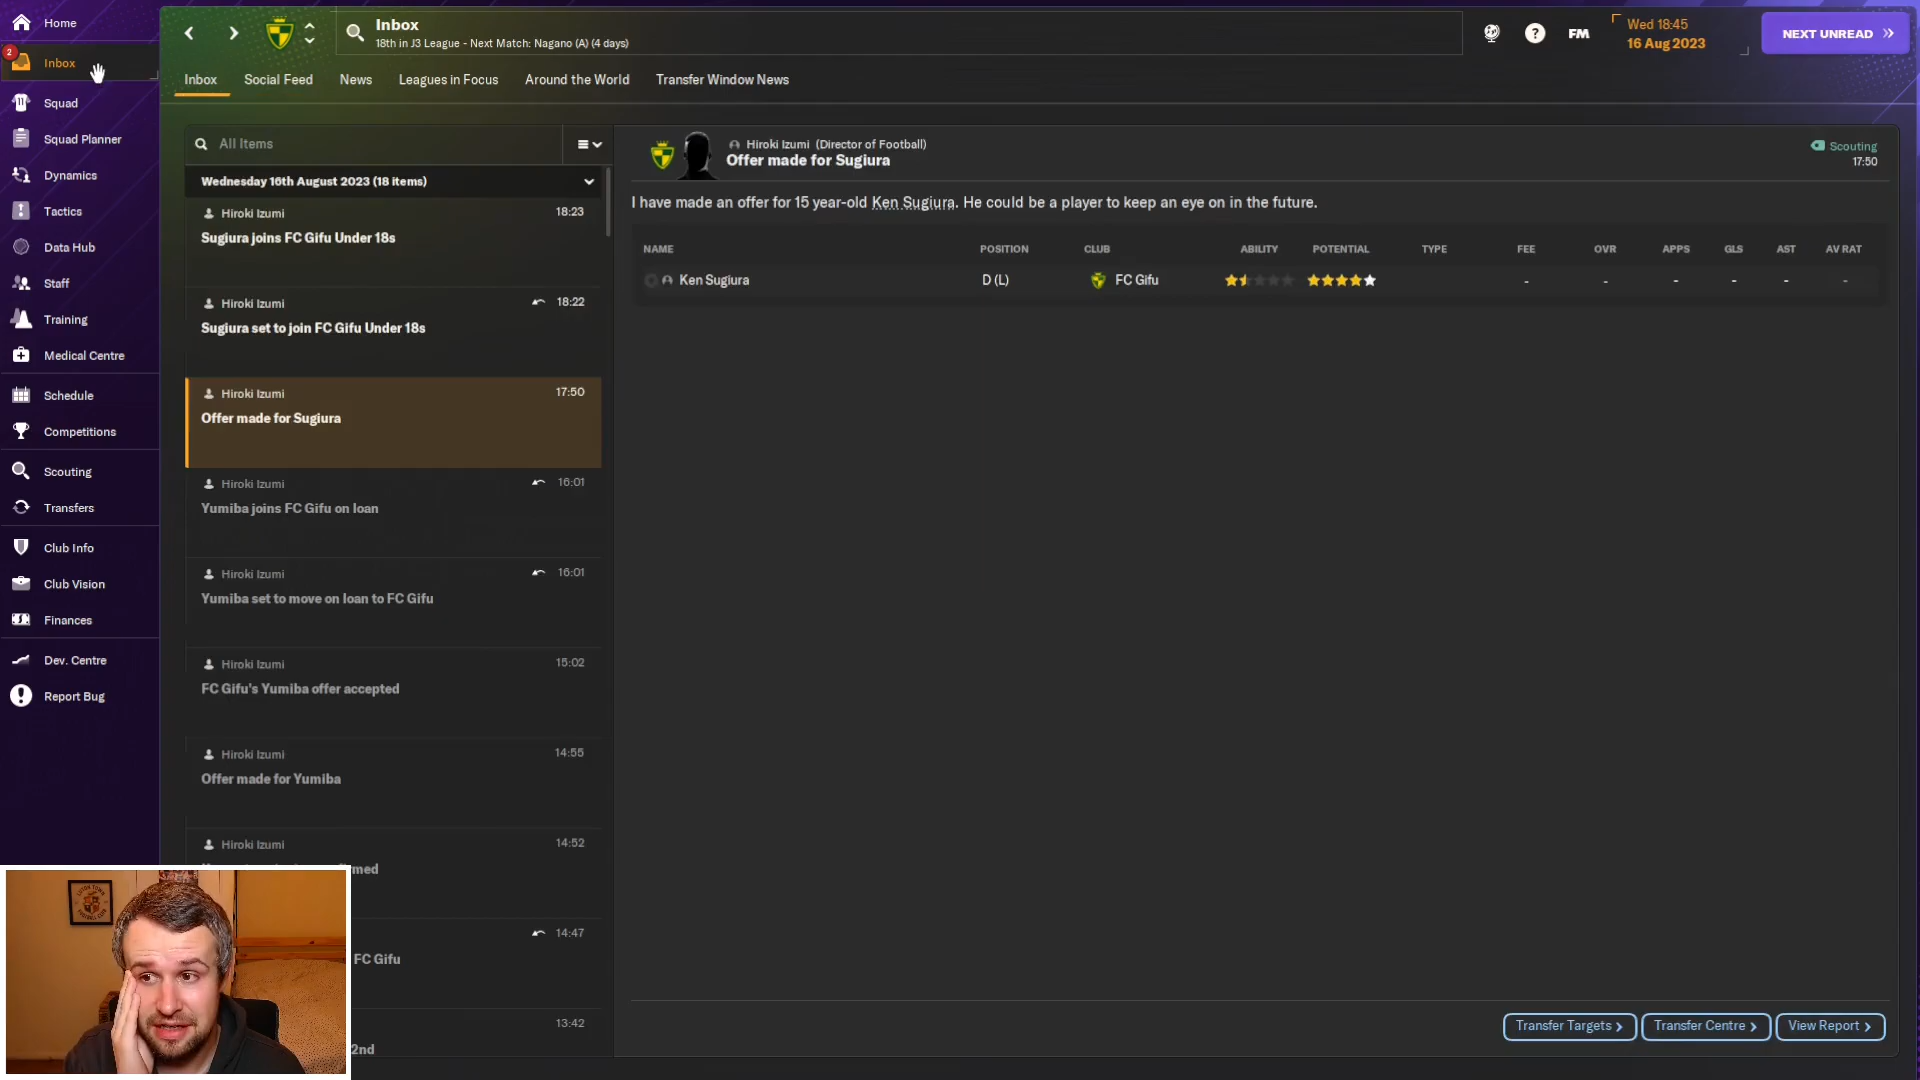 Home
2
Inbox
Squad
Squad Planner
Dynamics
Tactics
Data Hub
Staff
Training
Medical Centre
Schedule
Competitions
Scouting
Transfers
Club Info
Club Vision
Finances
Dev. Centre
Report Bug
Inbox
18th in J3 League - Next Match: Nagano (A) (4 days)
FM
Wed 18:45
16 Aug 2023
NEXT UNREAD
Inbox Social Feed News Leagues in Focus Around the World Transfer Window News
All Items
Wednesday 16th August 2023 (18 items)
Hiroki Izumi 18:23
Sugiura joins FC Gifu Under 18s
Hiroki Izumi 18:22
Sugiura set to join FC Gifu Under 18s
Hiroki Izumi 17:50
Offer made for Sugiura
Hiroki Izumi 16:01
Yumiba joins FC Gifu on loan
Hiroki Izumi 16:01
Yumiba set to move on loan to FC Gifu
Hiroki Izumi 15:02
FC Gifu's Yumiba offer accepted
Hiroki Izumi 14:55
Offer made for Yumiba
Hiroki Izumi 14:52
med
14:47
FC Gifu
13:42
2nd
Hiroki Izumi (Director of Football)
Offer made for Sugiura
Scouting
17:50
I have made an offer for 15 year-old Ken Sugiura. He could be a player to keep an eye on in the future.
NAME POSITION CLUB ABILITY POTENTIAL TYPE FEE OVR APPS GLS AST AV RAT
Ken Sugiura D (L) FC Gifu - - - - - -
Transfer Targets Transfer Centre View Report
LUTON TOWN